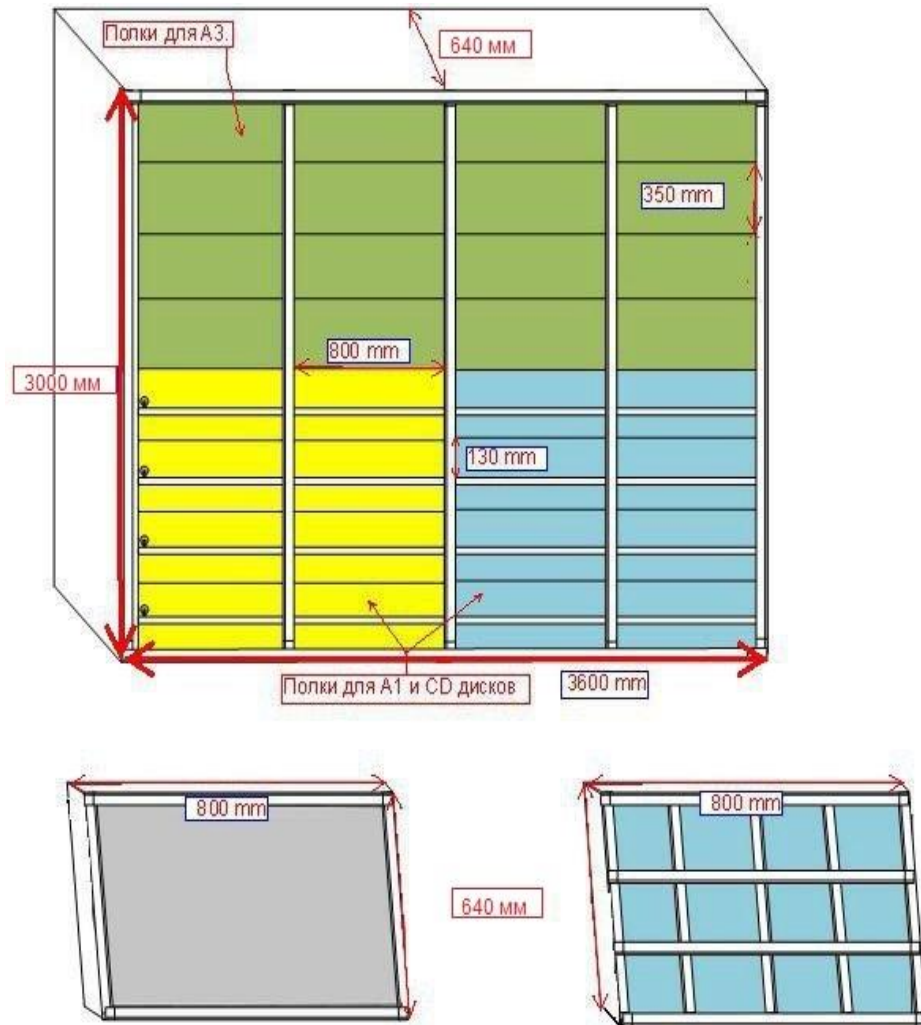 Полки для А3.
640 мм
350 mm
800 mm
3000 мм
130 mm
Полки для А1 и CD дисков
3600 mm
800 mm
800 mm
640 мм